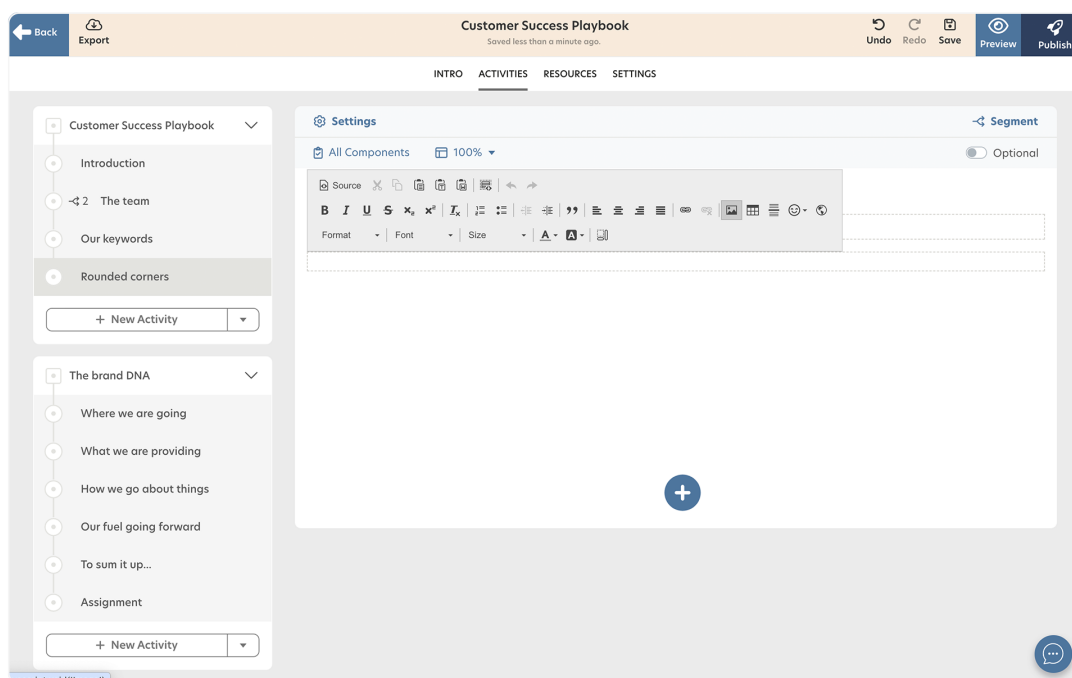 Back
Export
Customer Success Playbook
Saved less than a minute ago.
Undo Redo Save Preview Publish
INTRO ACTIVITIES RESOURCES SETTINGS
Customer Success Playbook
Introduction
2 The team
Our keywords
Rounded corners
+ New Activity
The brand DNA
Where we are going
What we are providing
How we go about things
Our fuel going forward
To sum it up...
Assignment
+ New Activity
Settings
Segment
All Components 100% Optional
Source
B I U S x₂ x² Tx
Format Font Size A A